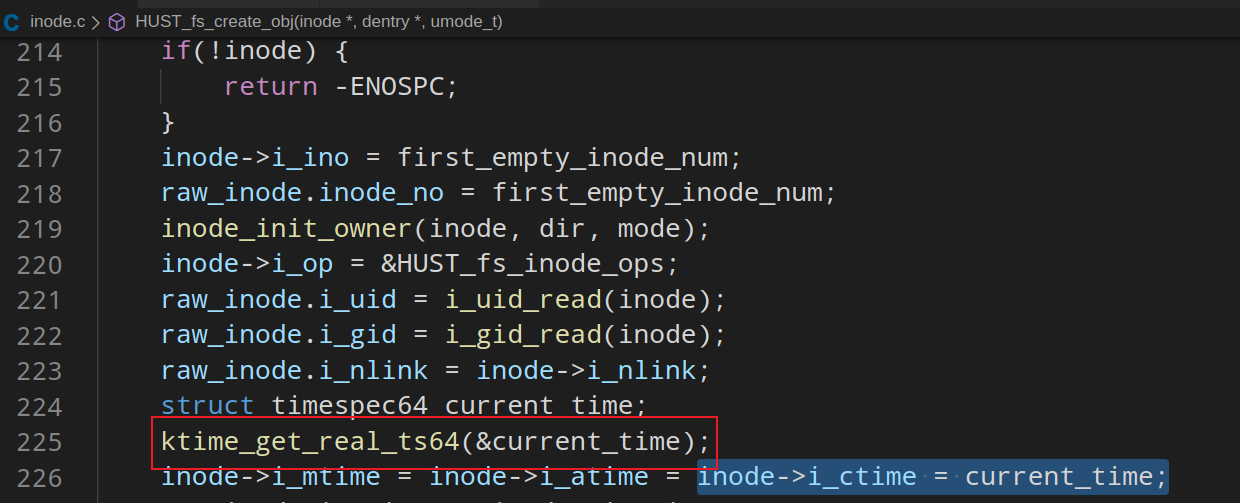 C inode.c > HUST_fs_create_obj(inode *, dentry *, umode_t)
214 if(!inode) {
215 return -ENOSPC;
216 }
217 inode->i_ino = first_empty_inode_num;
218 raw_inode.inode_no = first_empty_inode_num;
219 inode_init_owner(inode, dir, mode);
220 inode->i_op = &HUST_fs_inode_ops;
221 raw_inode.i_uid = i_uid_read(inode);
222 raw_inode.i_gid = i_gid_read(inode);
223 raw_inode.i_nlink = inode->i_nlink;
224 struct timespec64 current_time;
225 ktime_get_real_ts64(&current_time);
226 inode->i_mtime = inode->i_atime = inode->i_ctime = current_time;